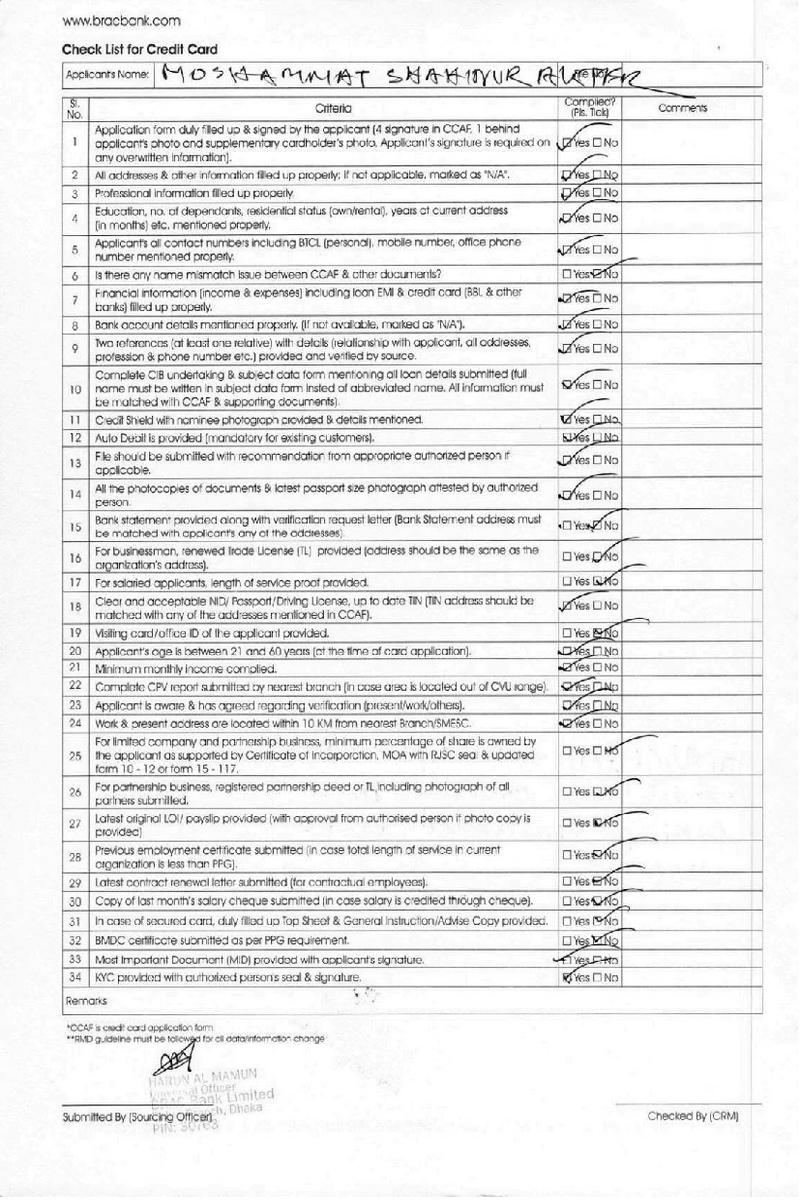 www.bracbank.com
Check List for Credit Card
Applicant's Name: MOSHAMMAT SHAHINUR AKTER
Sl. No. Criteria Complied? (Pls. Tick) Comments
1 Application form duly filled up & signed by the applicant (4 signature in CCAF, 1 behind
applicant's photo and supplementary cardholder's photo. Applicant's signature is required on ☑Yes ☐ No
any overwritten information).
2 All addresses & other information filled up properly; if not applicable, marked as "N/A". ☑Yes ☐ No
3 Professional information filled up properly. ☑Yes ☐ No
4 Education, no. of dependants, residential status (own/rental), years at current address ☑Yes ☐ No
(in months) etc. mentioned properly.
5 Applicant's all contact numbers including BTCL (personal), mobile number, office phone ☑Yes ☐ No
number mentioned properly.
6 Is there any name mismatch issue between CCAF & other documents? ☐ Yes ☑No
7 Financial information (income & expenses) including loan EMI & credit card (BBL & other ☑Yes ☐ No
banks) filled up properly.
8 Bank account details mentioned properly. (If not available, marked as "N/A"). ☑Yes ☐ No
9 Two references (at least one relative) with details (relationship with applicant, all addresses, ☑Yes ☐ No
profession & phone number etc.) provided and verified by source.
10 Complete CIB undertaking & subject data form mentioning all loan details submitted (full
name must be written in subject data form insted of abbreviated name. All information must ☑Yes ☐ No
be matched with CCAF & supporting documents).
11 Credit Shield with nominee photograph provided & details mentioned. ☑Yes ☐ No
12 Auto Debit is provided (mandatory for existing customers). ☑Yes ☐ No
13 File should be submitted with recommendation from appropriate authorized person if ☑Yes ☐ No
applicable.
14 All the photocopies of documents & latest passport size photograph attested by authorized ☑Yes ☐ No
person.
15 Bank statement provided along with verification request letter (Bank Statement address must ☐ Yes ☑No
be matched with applicant's any of the addresses).
16 For businessman, renewed Trade License (TL) provided (address should be the same as the ☐ Yes ☑No
organization's address).
17 For salaried applicants, length of service proof provided. ☐ Yes ☑No
18 Clear and acceptable NID/ Passport/Driving License, up to date TIN (TIN address should be ☑Yes ☐ No
matched with any of the addresses mentioned in CCAF).
19 Visiting card/office ID of the applicant provided. ☐ Yes ☑No
20 Applicant's age is between 21 and 60 years (at the time of card application). ☑Yes ☐ No
21 Minimum monthly income complied. ☑Yes ☐ No
22 Complete CPV report submitted by nearest branch (in case area is located out of CVU range). ☑Yes ☐ No
23 Applicant is aware & has agreed regarding verification (present/work/others). ☑Yes ☐ No
24 Work & present address are located within 10 KM from nearest Branch/SMESC. ☑Yes ☐ No
25 For limited company and partnership business, minimum percentage of share is owned by
the applicant as supported by Certificate of Incorporation, MOA with RJSC seal & updated ☐ Yes ☑ No
form 10 - 12 or form 15 - 117.
26 For partnership business, registered partnership deed or TL including photograph of all ☐ Yes ☑No
partners submitted.
27 Latest original LOI/ payslip provided (with approval from authorised person if photo copy is ☐ Yes ☑No
provided)
28 Previous employment certificate submitted (in case total length of service in current ☐ Yes ☑No
organization is less than PPG).
29 Latest contract renewal letter submitted (for contractual employees). ☐ Yes ☑No
30 Copy of last month's salary cheque submitted (in case salary is credited through cheque). ☐ Yes ☑No
31 In case of secured card, duly filled up Top Sheet & General Instruction/Advise Copy provided. ☐ Yes ☑No
32 BMDC certificate submitted as per PPG requirement. ☐ Yes ☑No
33 Most Important Document (MID) provided with applicant's signature. ☑ Yes ☐ No
34 KYC provided with authorized person's seal & signature. ☑Yes ☐ No
Remarks
*CCAF is credit card application form
**RMD guideline must be followed for all data/information change
HARUN AL MAMUN
Officer
Bank Limited
Dhaka
PIN: 30763
Submitted By (Sourcing Officer) Checked By (CRM)